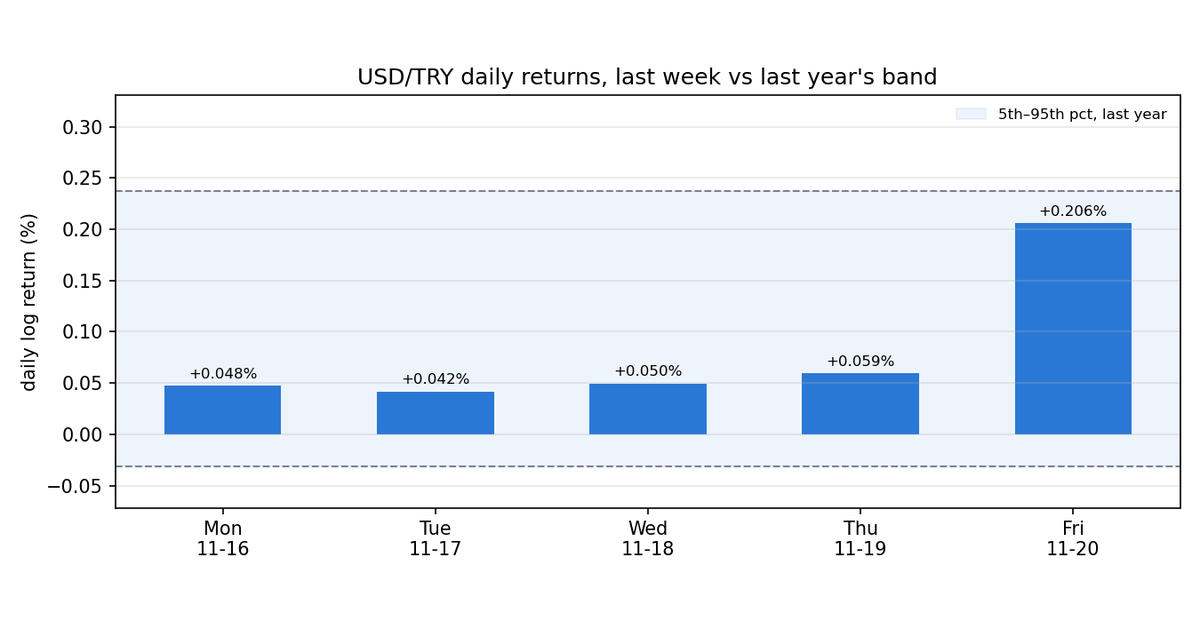 USD/TRY daily returns, last week vs last year's band
5th–95th pct, last year
daily log return (%)
0.30
0.25
0.20
0.15
0.10
0.05
0.00
−0.05
+0.048%
+0.042%
+0.050%
+0.059%
+0.206%
Mon
11-16
Tue
11-17
Wed
11-18
Thu
11-19
Fri
11-20